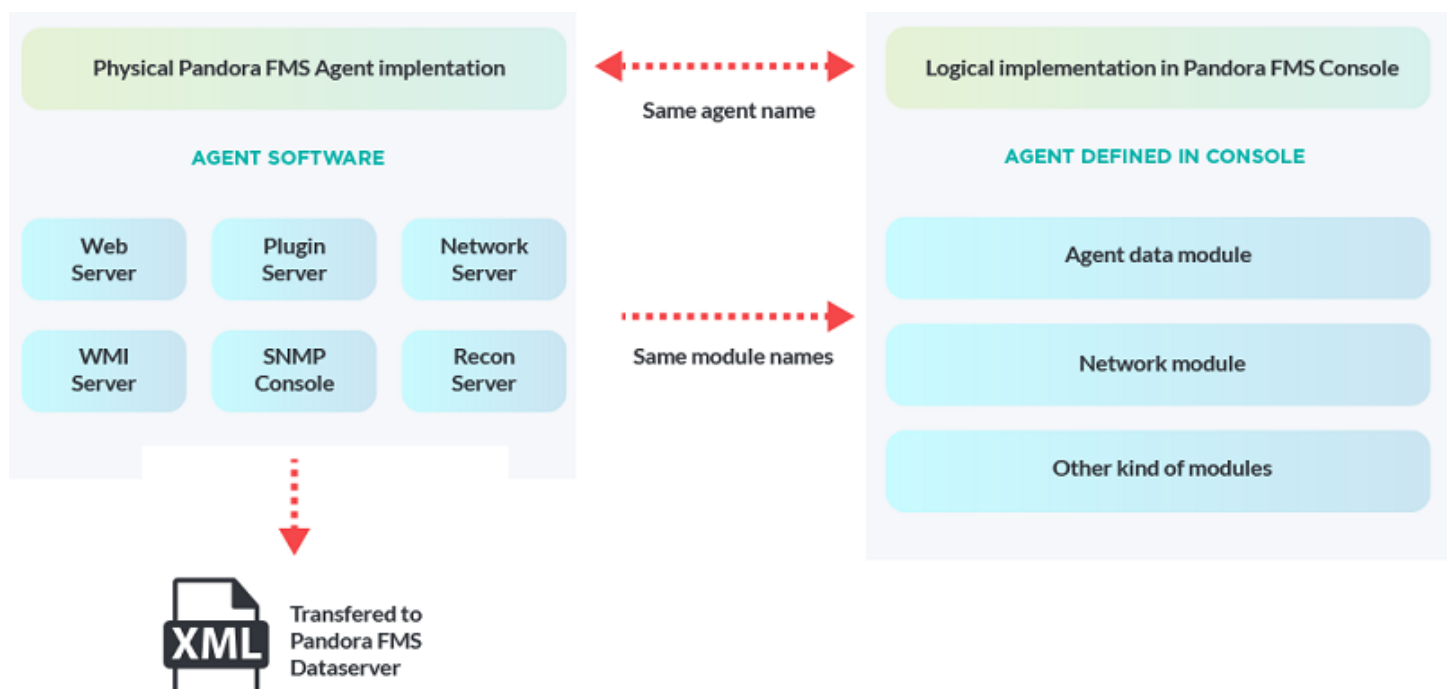 Physical Pandora FMS Agent implentation
Same agent name
Logical implementation in Pandora FMS Console
AGENT SOFTWARE
Web
Server
Plugin
Server
Network
Server
WMI
Server
SNMP
Console
Recon
Server
Same module names
AGENT DEFINED IN CONSOLE
Agent data module
Network module
Other kind of modules
XML
Transfered to
Pandora FMS
Dataserver